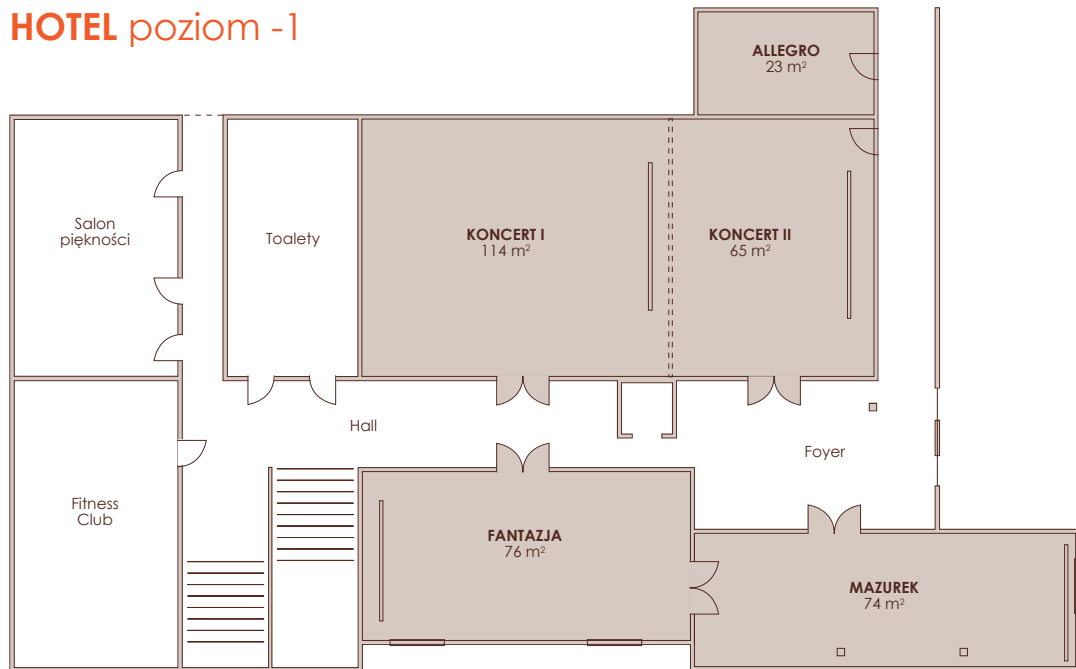 HOTEL poziom -1
ALLEGRO
23 m²
Salon
piękności
Toalety
KONCERT I
114 m²
KONCERT II
65 m²
Hall
Foyer
Fitness
Club
FANTAZJA
76 m²
MAZUREK
74 m²